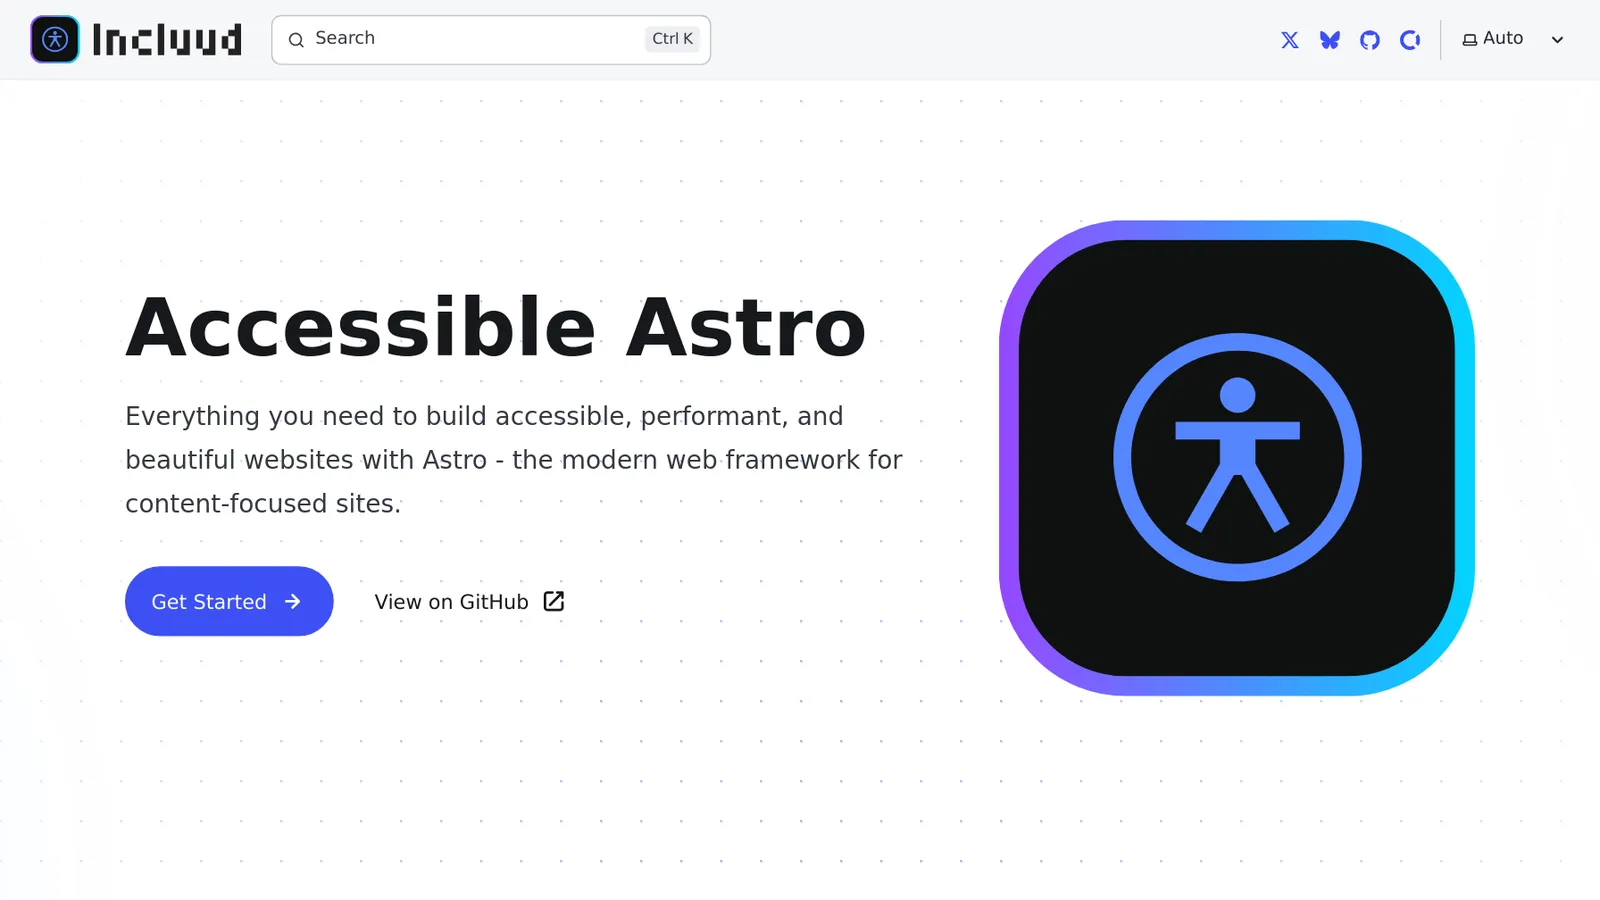 Incluud
Search
Ctrl K
Auto
Accessible Astro
Everything you need to build accessible, performant, and
beautiful websites with Astro - the modern web framework for
content-focused sites.
Get Started
View on GitHub